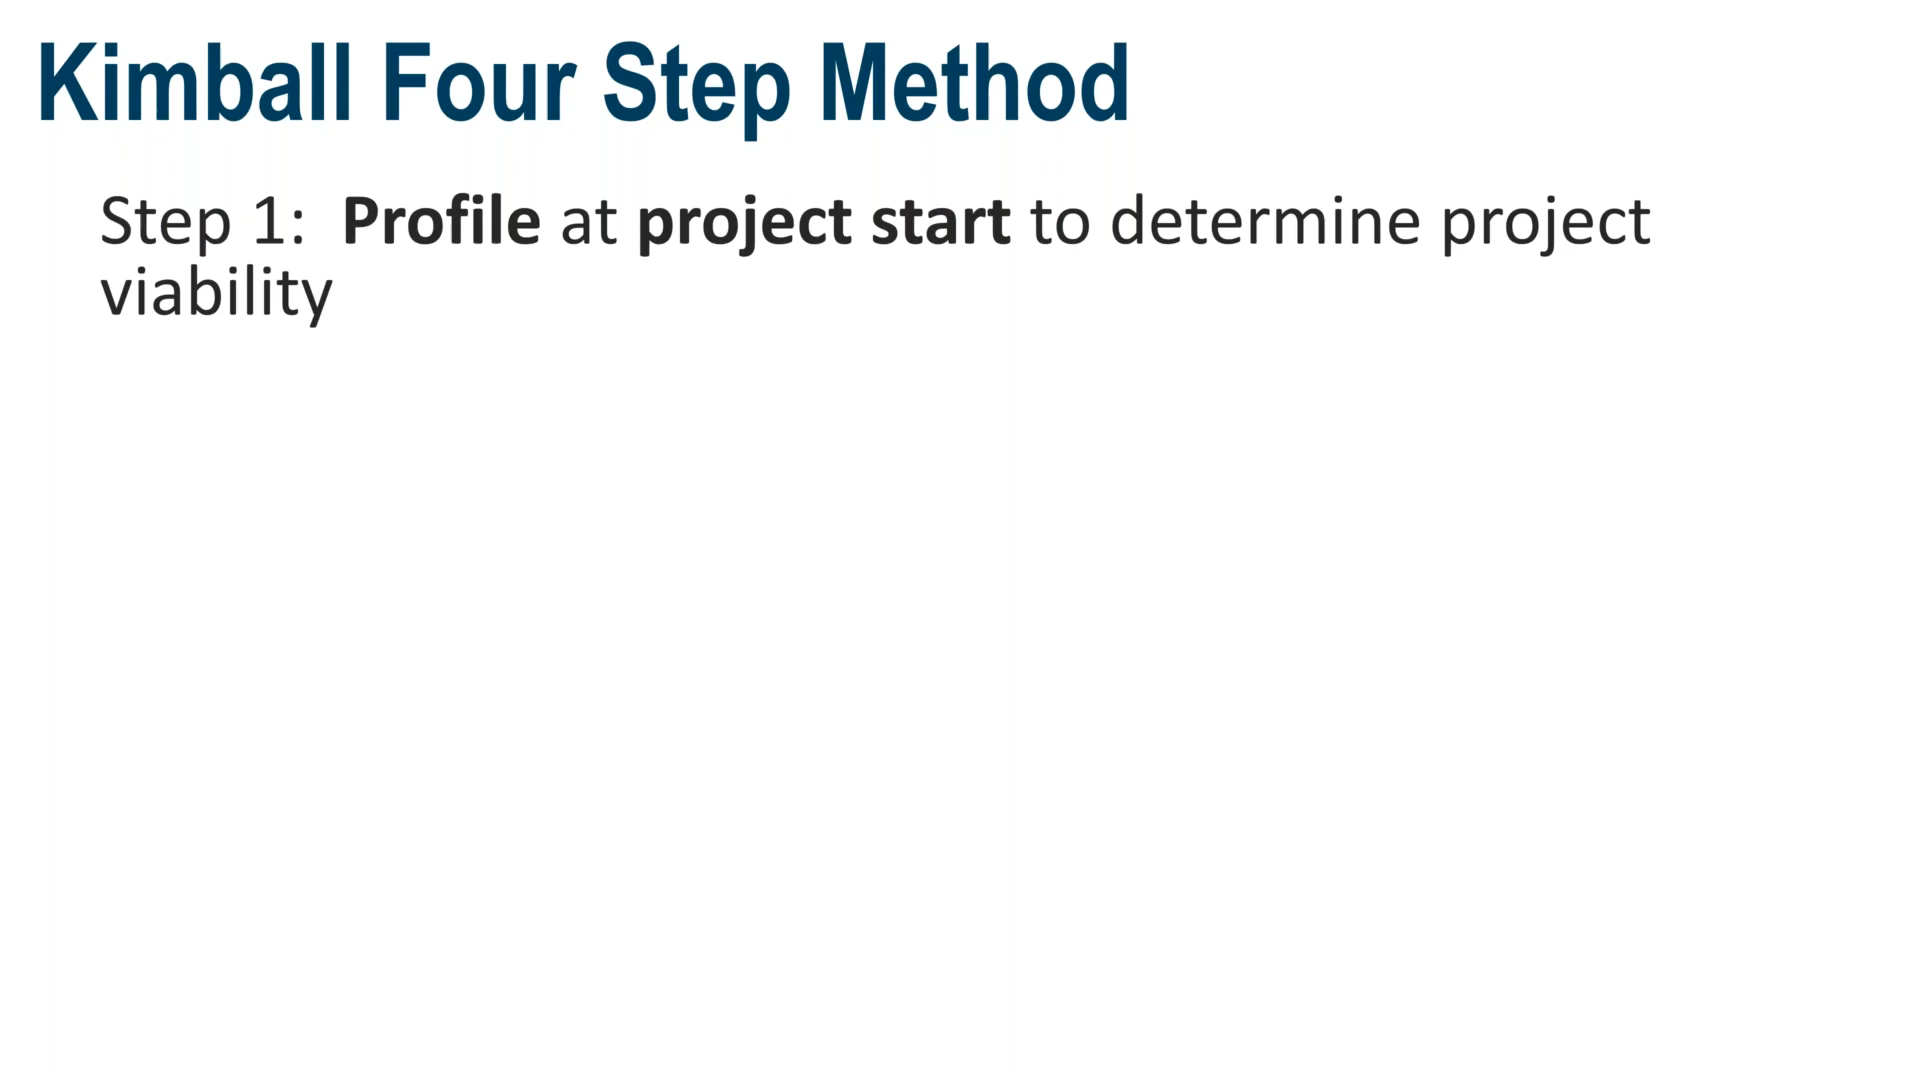 Kimball Four Step Method
Step 1: Profile at project start to determine project
viability